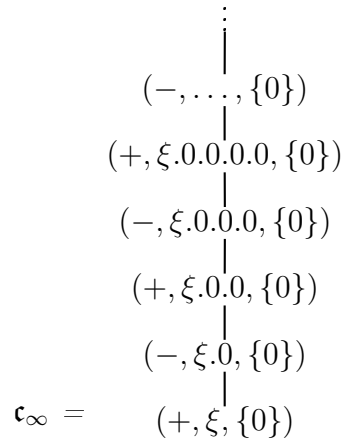 ⋮
(−, …, {0})
(+, ξ.0.0.0.0, {0})
(−, ξ.0.0.0, {0})
(+, ξ.0.0, {0})
(−, ξ.0, {0})
𝔠∞ = (+, ξ, {0})